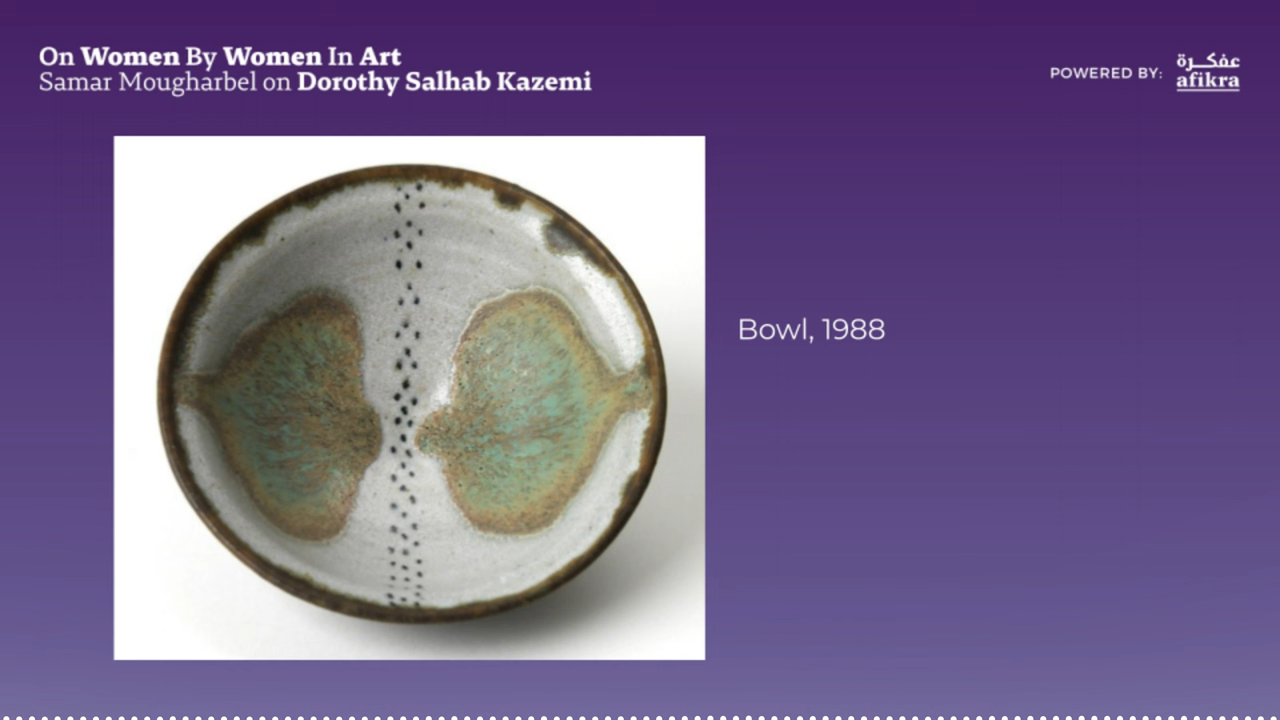 On Women By Women In Art
Samar Mougharbel on Dorothy Salhab Kazemi
POWERED BY:
عفكرة
afikra
Bowl, 1988